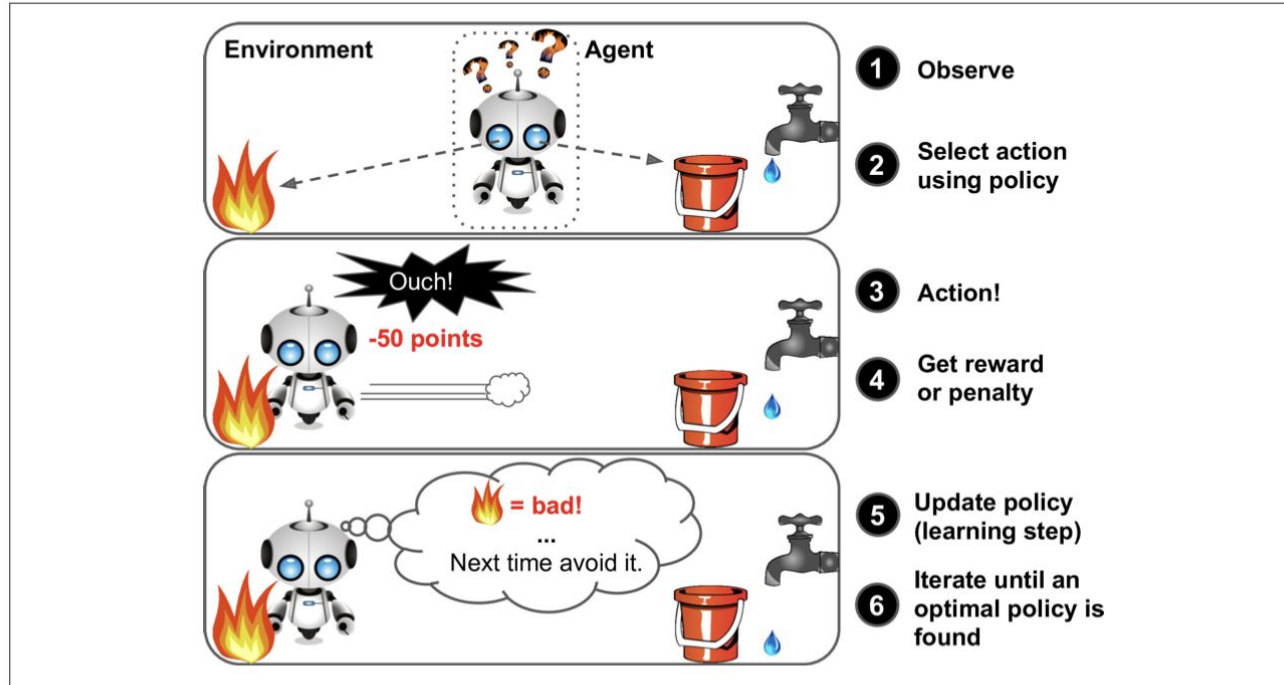 Environment
Agent
? ? ?
1 Observe
2 Select action
using policy
Ouch!
-50 points
3 Action!
4 Get reward
or penalty
= bad!
...
Next time avoid it.
5 Update policy
(learning step)
6 Iterate until an
optimal policy is
found